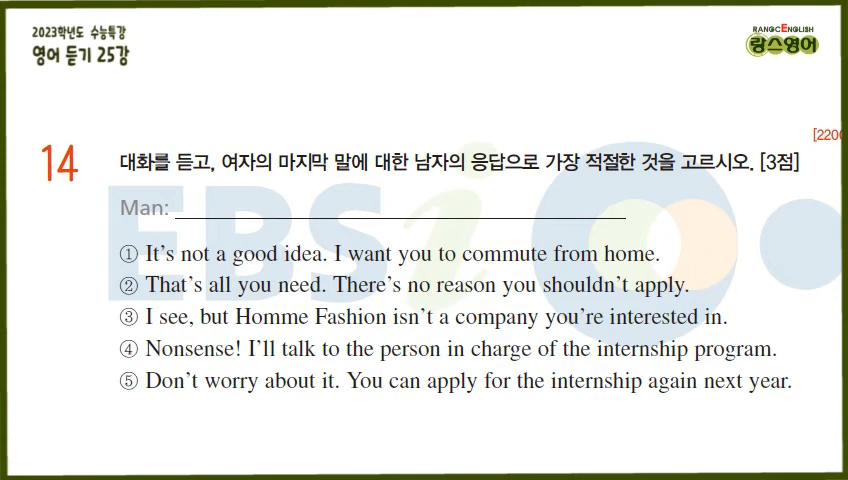 2023학년도 수능특강
영어 듣기 25강
RANGCENGLISH
랑스영어
[2200
14
대화를 듣고, 여자의 마지막 말에 대한 남자의 응답으로 가장 적절한 것을 고르시오. [3점]
Man:
① It's not a good idea. I want you to commute from home.
② That's all you need. There's no reason you shouldn't apply.
③ I see, but Homme Fashion isn't a company you're interested in.
④ Nonsense! I'll talk to the person in charge of the internship program.
⑤ Don't worry about it. You can apply for the internship again next year.
EBSi